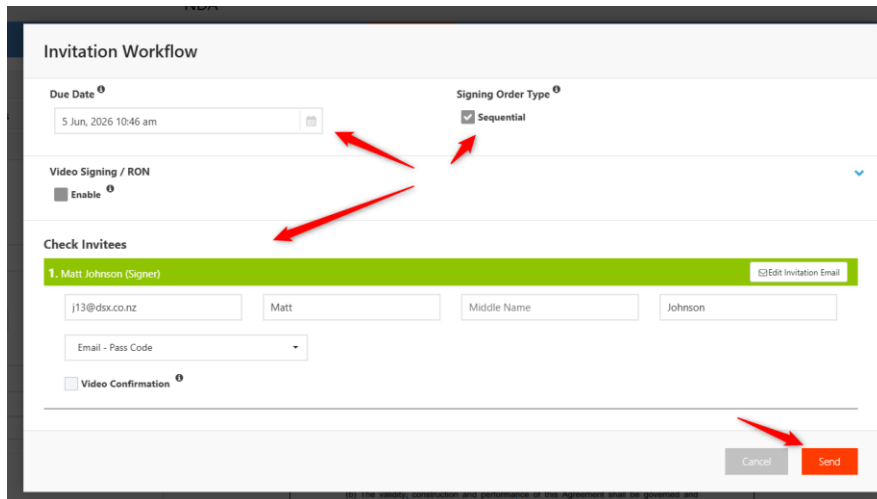 NDA
Invitation Workflow
Due Date
Signing Order Type
5 Jun, 2026 10:46 am
Sequential
Video Signing / RON
Enable
Check Invitees
1. Matt Johnson (Signer)
Edit Invitation Email
j13@dsx.co.nz
Matt
Middle Name
Johnson
Email - Pass Code
Video Confirmation
Cancel
Send
(b) The validity, construction and performance of this Agreement shall be governed and